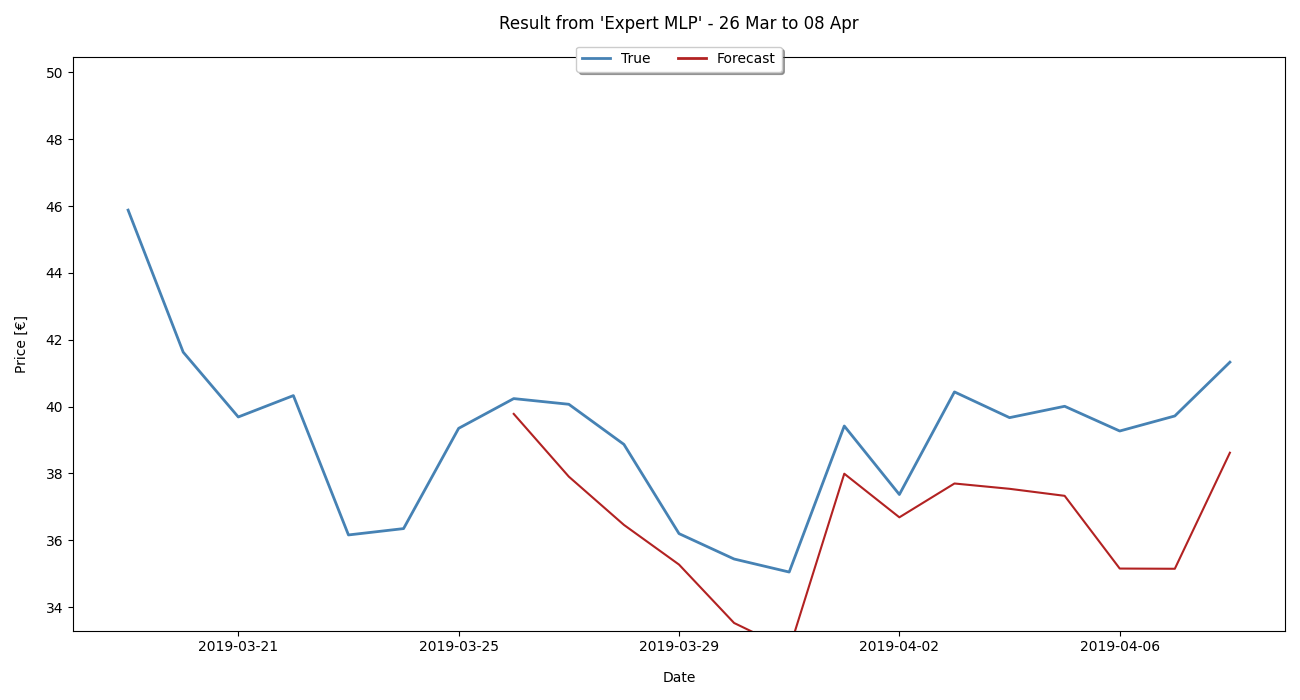 Result from 'Expert MLP' - 26 Mar to 08 Apr
True Forecast
50
48
46
44
42
40
38
36
34
Price [€]
2019-03-21 2019-03-25 2019-03-29 2019-04-02 2019-04-06
Date